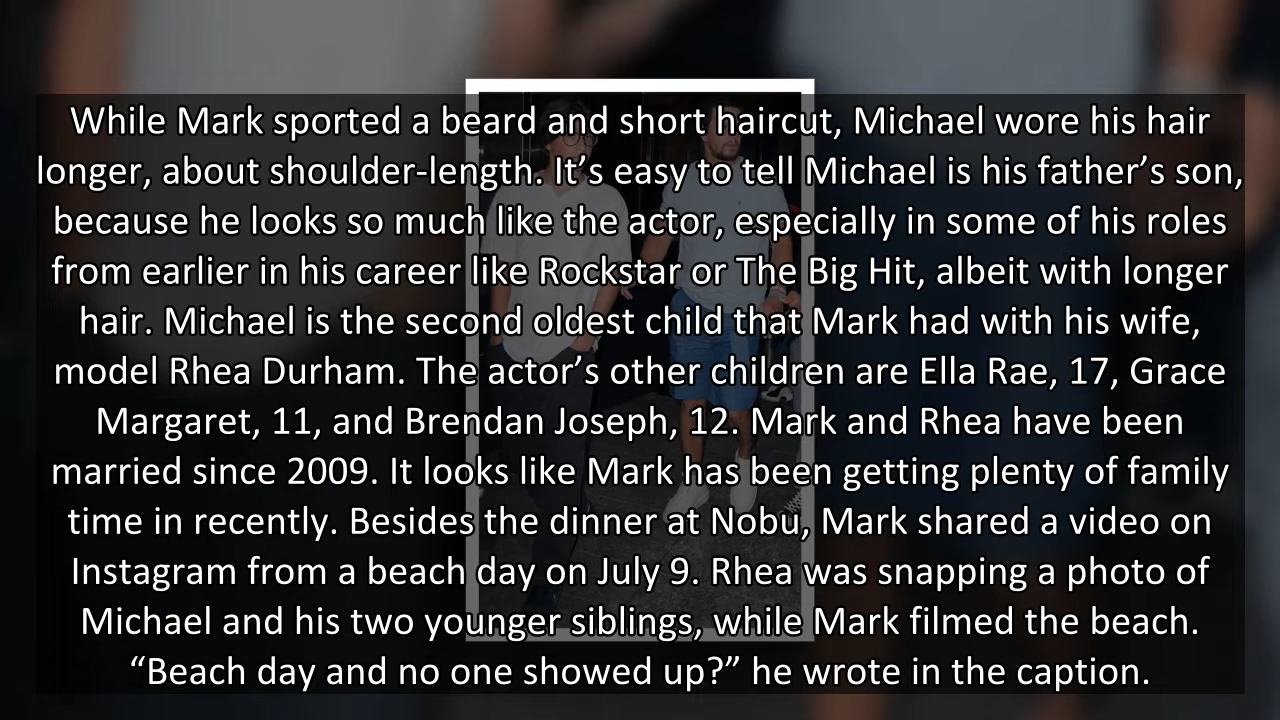 While Mark sported a beard and short haircut, Michael wore his hair
longer, about shoulder-length. It’s easy to tell Michael is his father’s son,
because he looks so much like the actor, especially in some of his roles
from earlier in his career like Rockstar or The Big Hit, albeit with longer
hair. Michael is the second oldest child that Mark had with his wife,
model Rhea Durham. The actor’s other children are Ella Rae, 17, Grace
Margaret, 11, and Brendan Joseph, 12. Mark and Rhea have been
married since 2009. It looks like Mark has been getting plenty of family
time in recently. Besides the dinner at Nobu, Mark shared a video on
Instagram from a beach day on July 9. Rhea was snapping a photo of
Michael and his two younger siblings, while Mark filmed the beach.
“Beach day and no one showed up?” he wrote in the caption.